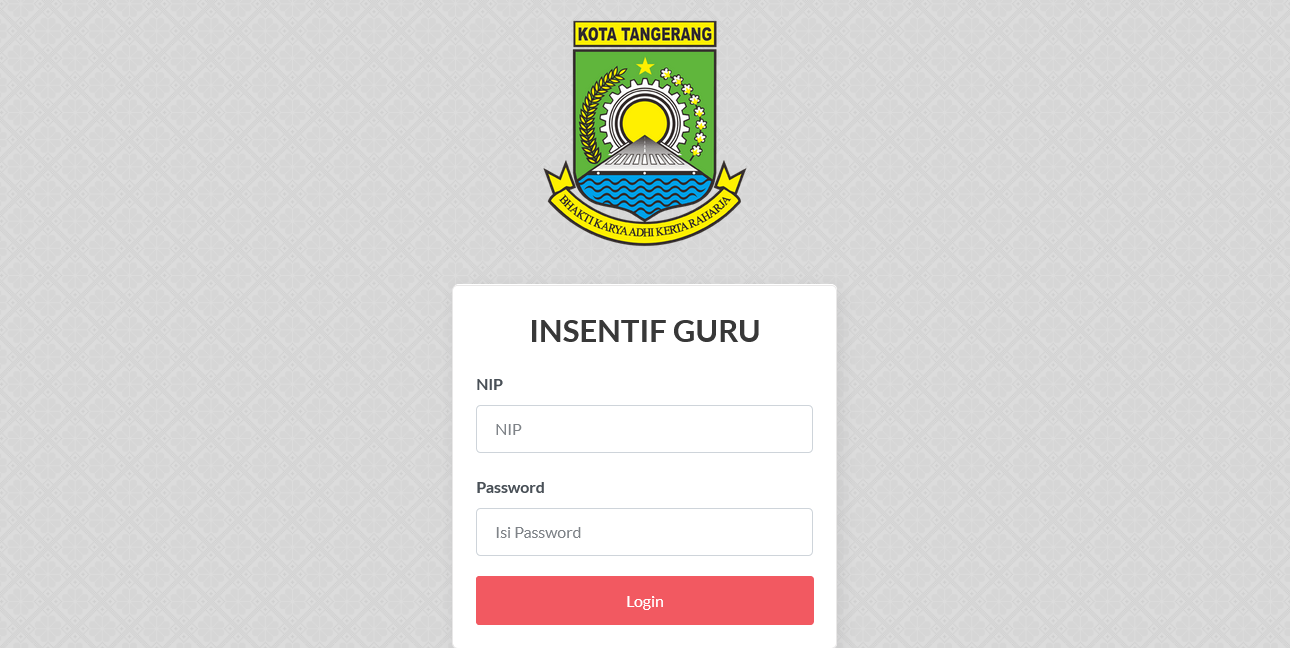 KOTA TANGERANG
BHAKTI KARYA ADHI KERTA RAHARJA
INSENTIF GURU
NIP
NIP
Password
Isi Password
Login